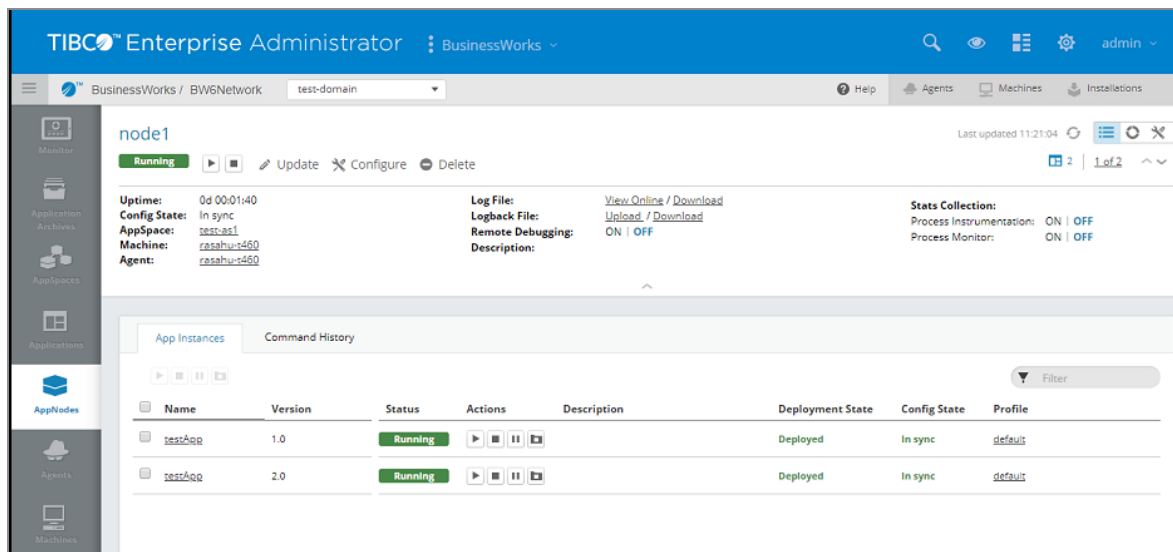 TIBCO™ Enterprise Administrator BusinessWorks admin
BusinessWorks / BW6Network test-domain Help Agents Machines Installations
Monitor
Application Archives
AppSpaces
Applications
AppNodes
Agents
Machines
node1 Last updated 11:21:04
Running Update Configure Delete 2 | 1 of 2
Uptime: 0d 00:01:40
Config State: In sync
AppSpace: test-as1
Machine: rasahu-t460
Agent: rasahu-t460
Log File: View Online / Download
Logback File: Upload / Download
Remote Debugging: ON | OFF
Description:
Stats Collection:
Process Instrumentation: ON | OFF
Process Monitor: ON | OFF
App Instances Command History
Filter
Name Version Status Actions Description Deployment State Config State Profile
testApp 1.0 Running Deployed In sync default
testApp 2.0 Running Deployed In sync default